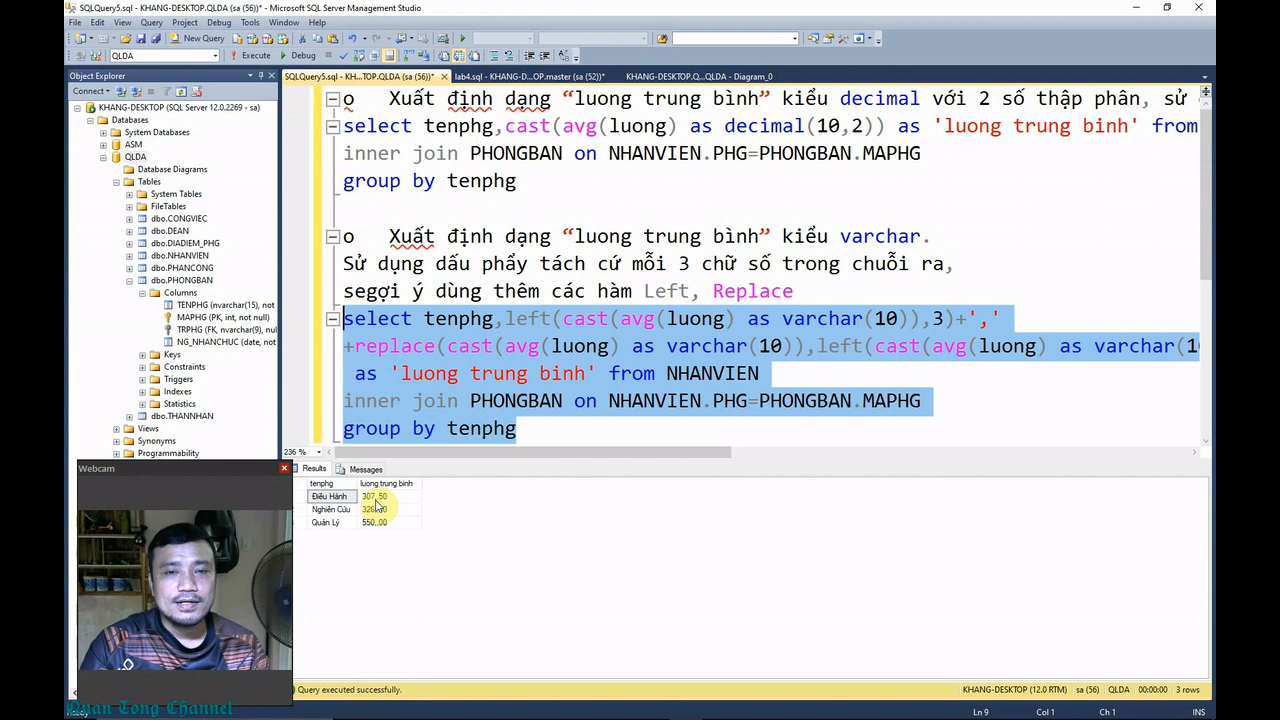 SQLQuery5.sql - KH...TOP.QLDA (sa (56))* - Microsoft SQL Server Management Studio
File Edit View Query Project Debug Tools Window Help
New Query
QLDA Execute Debug
Object Explorer
SQLQuery5.sql - KH...TOP.QLDA (sa (56))* lab4.sql - KHANG-D...OP.master (sa (52))* KHANG-DESKTOP.Q...QLDA - Diagram_0
Connect
KHANG-DESKTOP (SQL Server 12.0.2269 - sa)
Databases
System Databases
ASM
QLDA
Database Diagrams
Tables
System Tables
FileTables
dbo.CONGVIEC
dbo.DEAN
dbo.DIADIEM_PHG
dbo.NHANVIEN
dbo.PHANCONG
dbo.PHONGBAN
Columns
TENPHG (nvarchar(15), not
MAPHG (PK, int, not null)
TRPHG (FK, nvarchar(9), no
NG_NHANCHUC (date, no
Keys
Constraints
Triggers
Indexes
Statistics
dbo.THANNHAN
Views
Synonyms
Programmability
o Xuất định dạng “luong trung bình” kiểu decimal với 2 số thập phân, sử
select tenphg,cast(avg(luong) as decimal(10,2)) as 'luong trung binh' from
inner join PHONGBAN on NHANVIEN.PHG=PHONGBAN.MAPHG
group by tenphg
o Xuất định dạng “luong trung bình” kiểu varchar.
Sử dụng dấu phẩy tách cứ mỗi 3 chữ số trong chuỗi ra,
segợi ý dùng thêm các hàm Left, Replace
select tenphg,left(cast(avg(luong) as varchar(10)),3)+','
+replace(cast(avg(luong) as varchar(10)),left(cast(avg(luong) as varchar(10
as 'luong trung binh' from NHANVIEN
inner join PHONGBAN on NHANVIEN.PHG=PHONGBAN.MAPHG
group by tenphg
236 %
Webcam
Results Messages
tenphg luong trung binh
Điều Hành 307,.50
Nghiên Cứu
Quản Lý 550,.00
Query executed successfully. KHANG-DESKTOP (12.0 RTM) sa (56) QLDA 00:00:00 3 rows
Quan Tong Channel
Ln 9 Col 1 Ch 1 INS